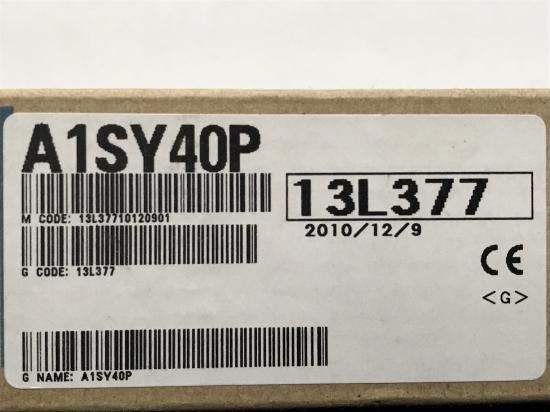 A1SY40P
M CODE: 13L37710120901
13L377
2010/12/9
G CODE: 13L377
CE
<G>
G NAME: A1SY40P